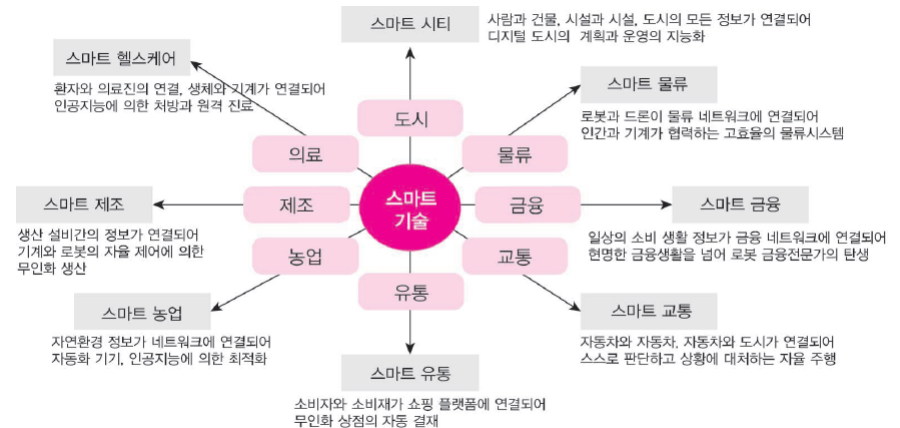 스마트 시티
사람과 건물, 시설과 시설, 도시의 모든 정보가 연결되어
디지털 도시의 계획과 운영의 지능화
스마트 헬스케어
환자와 의료진의 연결, 생체와 기계가 연결되어
인공지능에 의한 처방과 원격 진료
스마트 물류
로봇과 드론이 물류 네트워크에 연결되어
인간과 기계가 협력하는 고효율의 물류시스템
도시
의료
물류
제조
스마트
기술
금융
농업
교통
유통
스마트 제조
생산 설비간의 정보가 연결되어
기계와 로봇의 자율 제어에 의한
무인화 생산
스마트 금융
일상의 소비 생활 정보가 금융 네트워크에 연결되어
현명한 금융생활을 넘어 로봇 금융전문가의 탄생
스마트 농업
자연환경 정보가 네트워크에 연결되어
자동화 기기, 인공지능에 의한 최적화
스마트 교통
자동차와 자동차, 자동차와 도시가 연결되어
스스로 판단하고 상황에 대처하는 자율 주행
스마트 유통
소비자와 소비재가 쇼핑 플랫폼에 연결되어
무인화 상점의 자동 결재